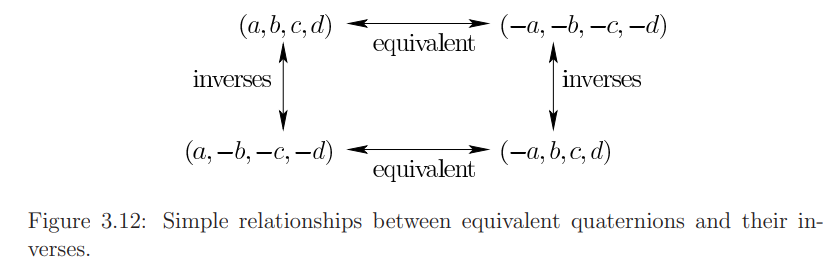 (a, b, c, d) (−a, −b, −c, −d)
equivalent
inverses inverses
(a, −b, −c, −d) (−a, b, c, d)
equivalent
Figure 3.12: Simple relationships between equivalent quaternions and their in-
verses.